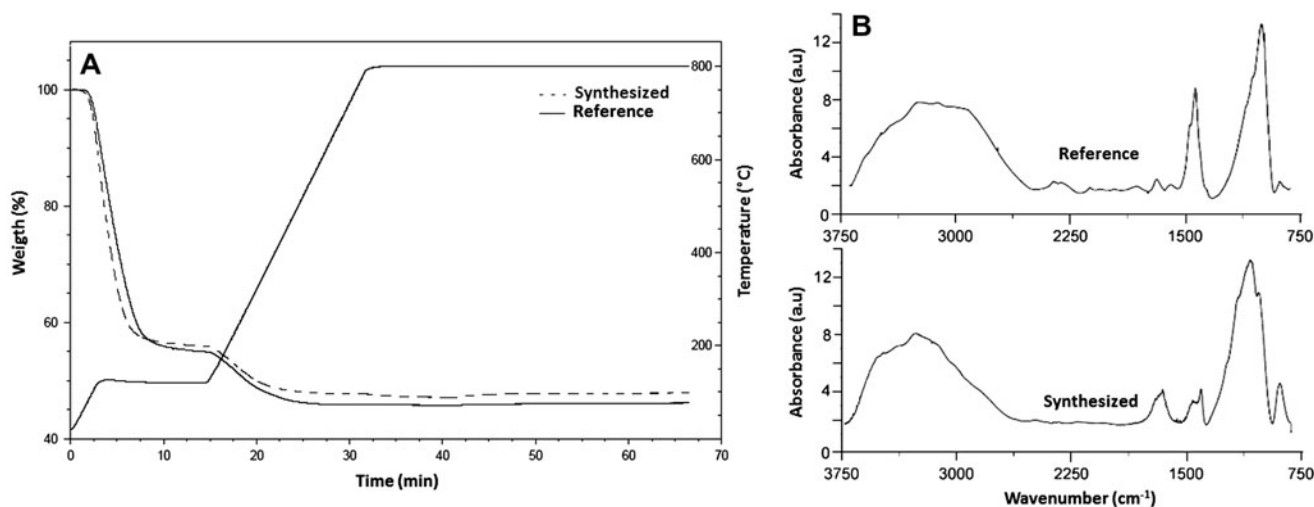 A
Synthesized
Reference
100
80
60
40
Weigth (%)
0 10 20 30 40 50 60 70
Time (min)
800
600
400
200
Temperature (°C)
B
12
8
4
0
Absorbance (a.u)
Reference
3750 3000 2250 1500 750
12
8
4
0
Absorbance (a.u)
Synthesized
3750 3000 2250 1500 750
Wavenumber (cm⁻¹)